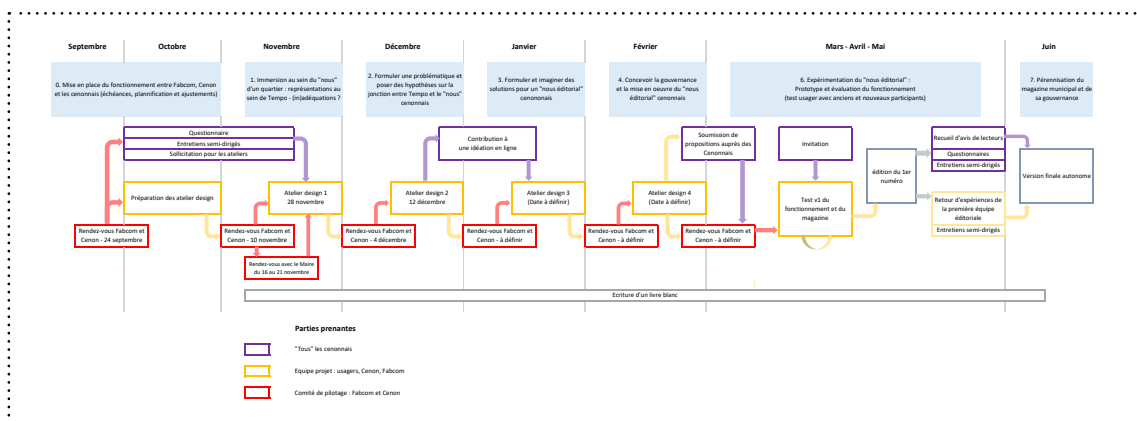 Septembre
Octobre
Novembre
Décembre
Janvier
Février
Mars - Avril - Mai
Juin
0. Mise en place du fonctionnement entre Fabcom, Cenon
et les cenonnais (échéances, planification et ajustements)
1. Immersion au sein du "nous"
d'un quartier : représentations au
sein de Tempo - (in)adéquations ?
2. Formuler une problématique et
poser des hypothèses sur la
jonction entre Tempo et le "nous"
cenonnais
3. Formuler et imaginer des
solutions pour un "nous éditorial"
cenononais
4. Concevoir la gouvernance
et la mise en oeuvre du "nous
éditorial" cenonnais
6. Expérimentation du "nous éditorial" :
Prototype et évaluation du fonctionnement
(test usager avec anciens et nouveaux participants)
7. Pérennisation du
magazine municipal et de
sa gouvernance
Questionnaire
Entretiens semi-dirigés
Sollicitation pour les ateliers
Contribution à
une idéation en ligne
Soumission de
propositions auprès des
Cenonnais
Invitation
Recueil d'avis de lecteurs
Questionnaires
Entretiens semi-dirigés
Préparation des atelier design
Atelier design 1
28 novembre
Atelier design 2
12 décembre
Atelier design 3
(Date à définir)
Atelier design 4
(Date à définir)
Test v1 du
fonctionnement et du
magazine
édition du 1er
numéro
Retour d'expériences de
la première équipe
éditoriale
Entretiens semi-dirigés
Version finale autonome
Rendez-vous Fabcom et
Cenon - 24 septembre
Rendez-vous Fabcom et
Cenon - 10 novembre
Rendez-vous Fabcom et
Cenon - 4 décembre
Rendez-vous Fabcom et
Cenon - à définir
Rendez-vous Fabcom et
Cenon - à définir
Rendez-vous Fabcom et
Cenon - à définir
Rendez-vous avec le Maire
du 16 au 21 novembre
Ecriture d'un livre blanc
Parties prenantes
"Tous" les cenonnais
Equipe projet : usagers, Cenon, Fabcom
Comité de pilotage : Fabcom et Cenon